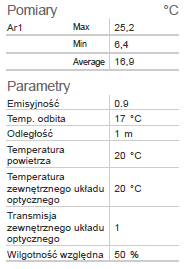 Pomiary °C
Ar1 Max 25,2
Min 6,4
Average 16,9
Parametry
Emisyjność 0.9
Temp. odbita 17 °C
Odległość 1 m
Temperatura
powietrza 20 °C
Temperatura
zewnętrznego układu 20 °C
optycznego
Transmisja
zewnętrznego układu 1
optycznego
Wilgotność względna 50 %